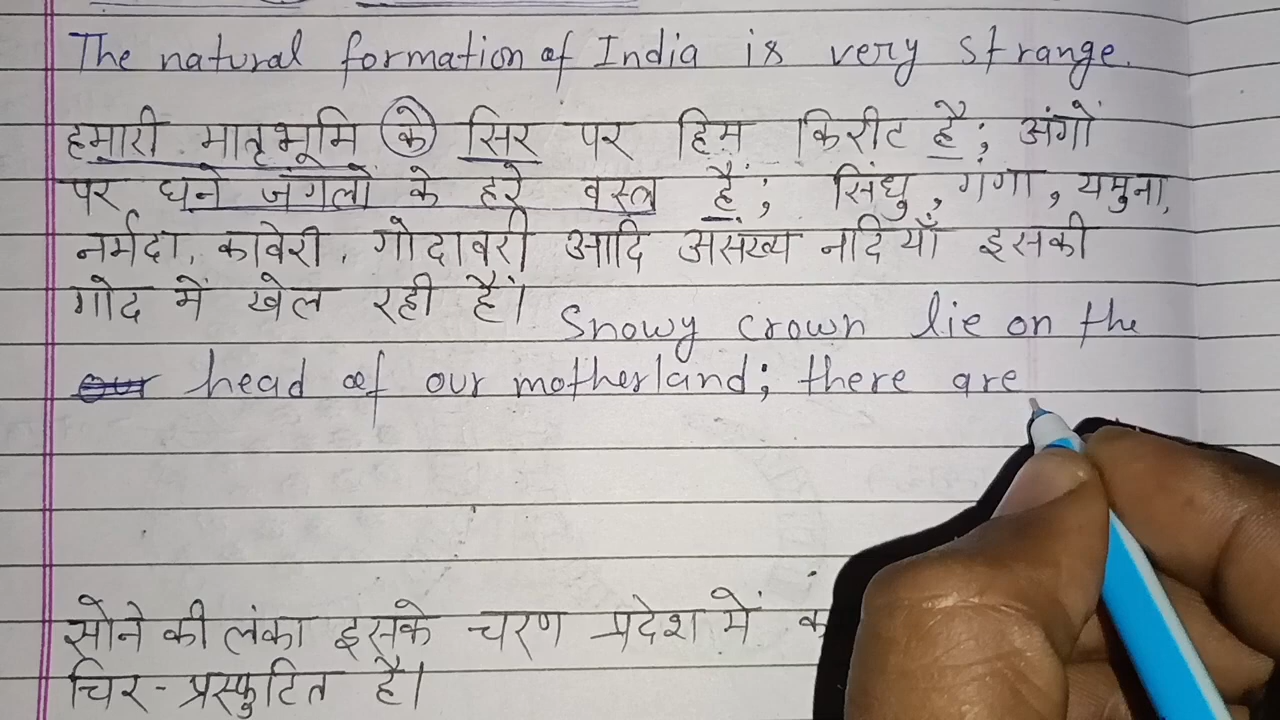 The natural formation of India is very strange.
हमारी मातृभूमि के सिर पर हिम किरीट है; अंगों
पर घने जंगलों के हरे वस्त्र हैं; सिंधु, गंगा, यमुना,
नर्मदा, कावेरी, गोदावरी आदि असंख्य नदियाँ इसकी
गोद में खेल रही हैं। Snowy crown lie on the
our head of our motherland; there are
सोने की लंका इसके चरण प्रदेश में
चिर-प्रस्फुटित है।